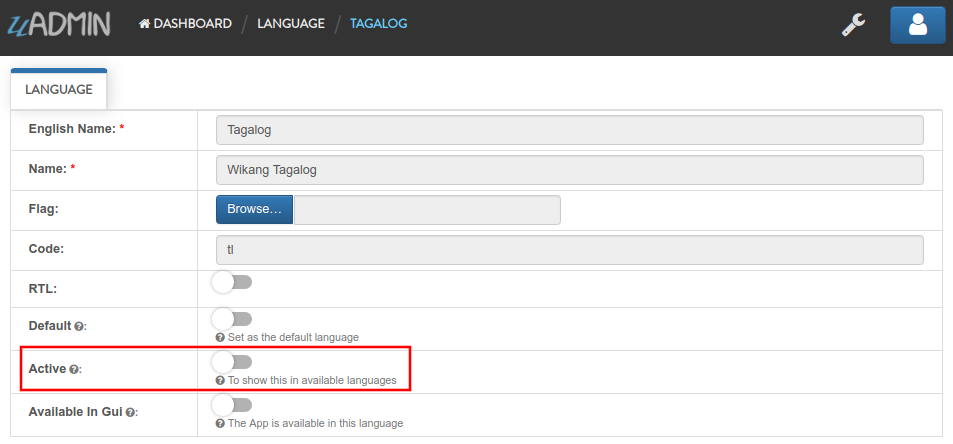 uADMIN DASHBOARD / LANGUAGE / TAGALOG
LANGUAGE
English Name: * Tagalog
Name: * Wikang Tagalog
Flag: Browse...
Code: tl
RTL:
Default ?:
? Set as the default language
Active ?:
? To show this in available languages
Available In Gui ?:
? The App is available in this language